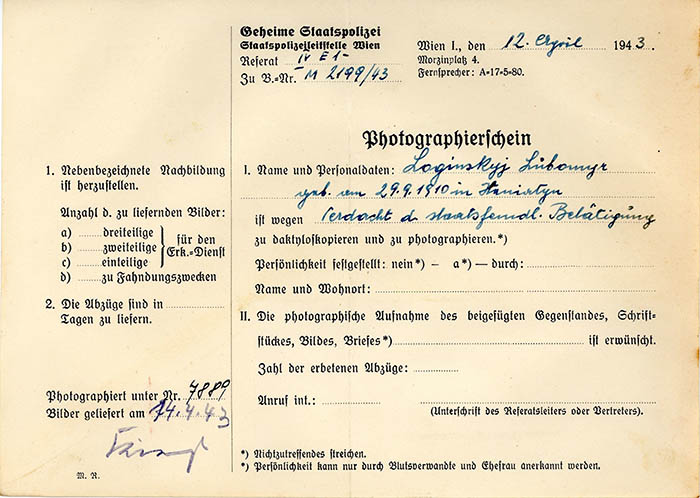 Geheime Staatspolizei
Staatspolizeileitstelle Wien
Referat IV E 1-
Zu B.=Nr. M 2199/43
Wien I., den 12. April 1943.
Morzinplatz 4.
Fernsprecher: A=17=5=80.
Photographierschein
1. Nebenbezeichnete Nachbildung
ist herzustellen.
Anzahl d. zu liefernden Bilder:
a) dreiteilige
b) zweiteilige
c) einteilige
für den
Erk.=Dienst
d) zu Fahndungszwecken
2. Die Abzüge sind in
Tagen zu liefern.
Photographiert unter Nr. 7889
Bilder geliefert am 14.4.43
M. R.
I. Name und Personaldaten: Loginskyj Lubomyr
geb. am 29.9.1910 in
ist wegen Verdacht d. staatsfeindl. Betätigung
zu daktyloskopieren und zu photographieren.*)
Persönlichkeit festgestellt: nein*) – a*) — durch:
Name und Wohnort:
II. Die photographische Aufnahme des beigefügten Gegenstandes, Schrift=
stückes, Bildes, Briefes*) ist erwünscht.
Zahl der erbetenen Abzüge:
Anruf int.:
(Unterschrift des Referatsleiters oder Vertreters).
*) Nichtzutreffendes streichen.
*) Persönlichkeit kann nur durch Blutsverwandte und Ehefrau anerkannt werden.